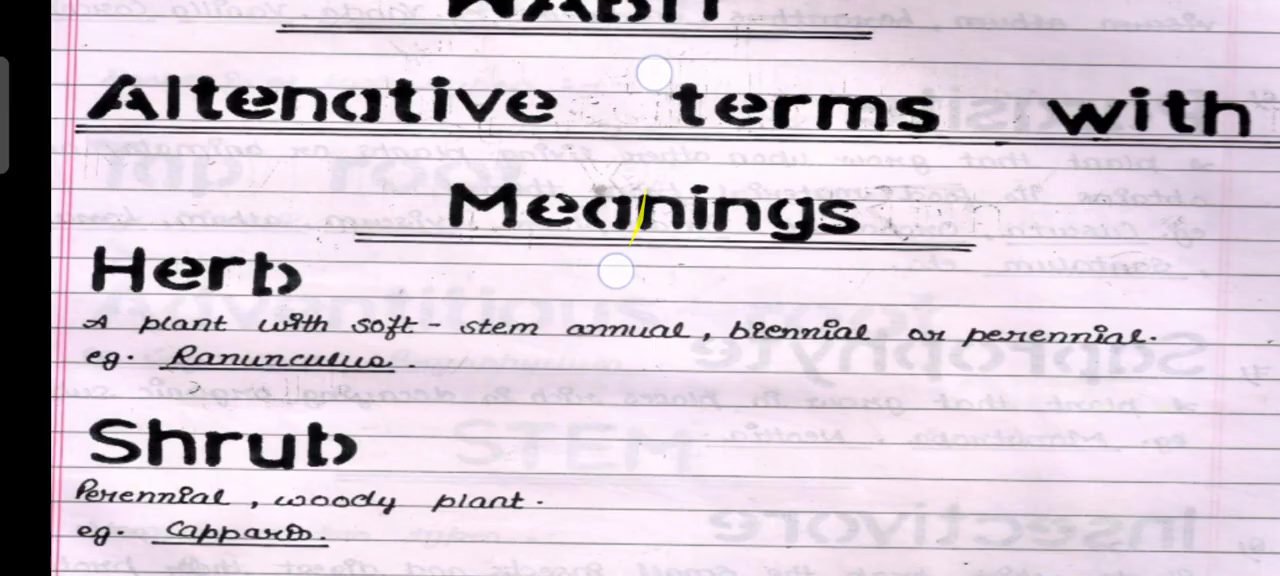 HABIT
Altenative terms with
Meanings
Herb
A plant with soft - stem annual, biennial or perennial.
eg. Ranunculus.
Shrub
Perennial, woody plant.
eg. Capparis.